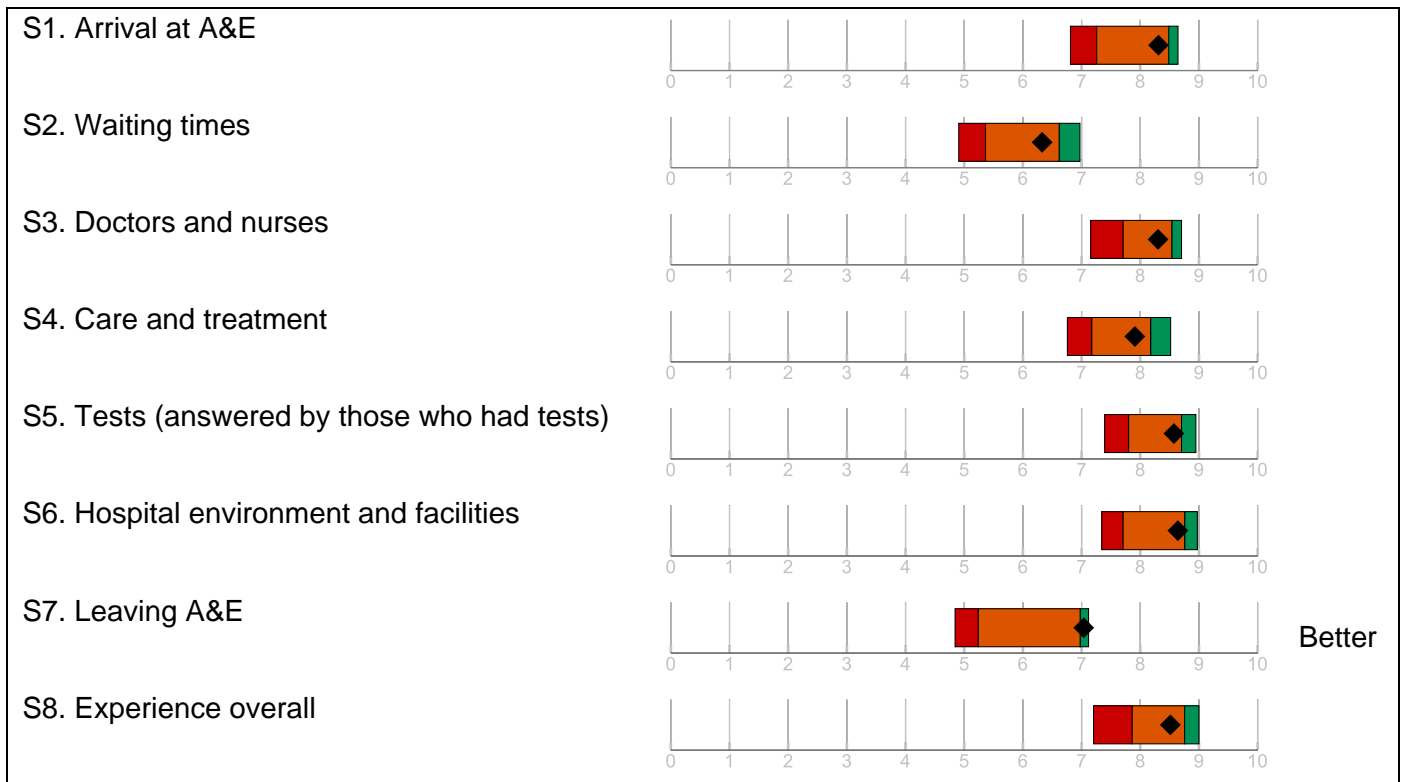 S1. Arrival at A&E
0 1 2 3 4 5 6 7 8 9 10
S2. Waiting times
0 1 2 3 4 5 6 7 8 9 10
S3. Doctors and nurses
0 1 2 3 4 5 6 7 8 9 10
S4. Care and treatment
0 1 2 3 4 5 6 7 8 9 10
S5. Tests (answered by those who had tests)
0 1 2 3 4 5 6 7 8 9 10
S6. Hospital environment and facilities
0 1 2 3 4 5 6 7 8 9 10
S7. Leaving A&E
Better
0 1 2 3 4 5 6 7 8 9 10
S8. Experience overall
0 1 2 3 4 5 6 7 8 9 10